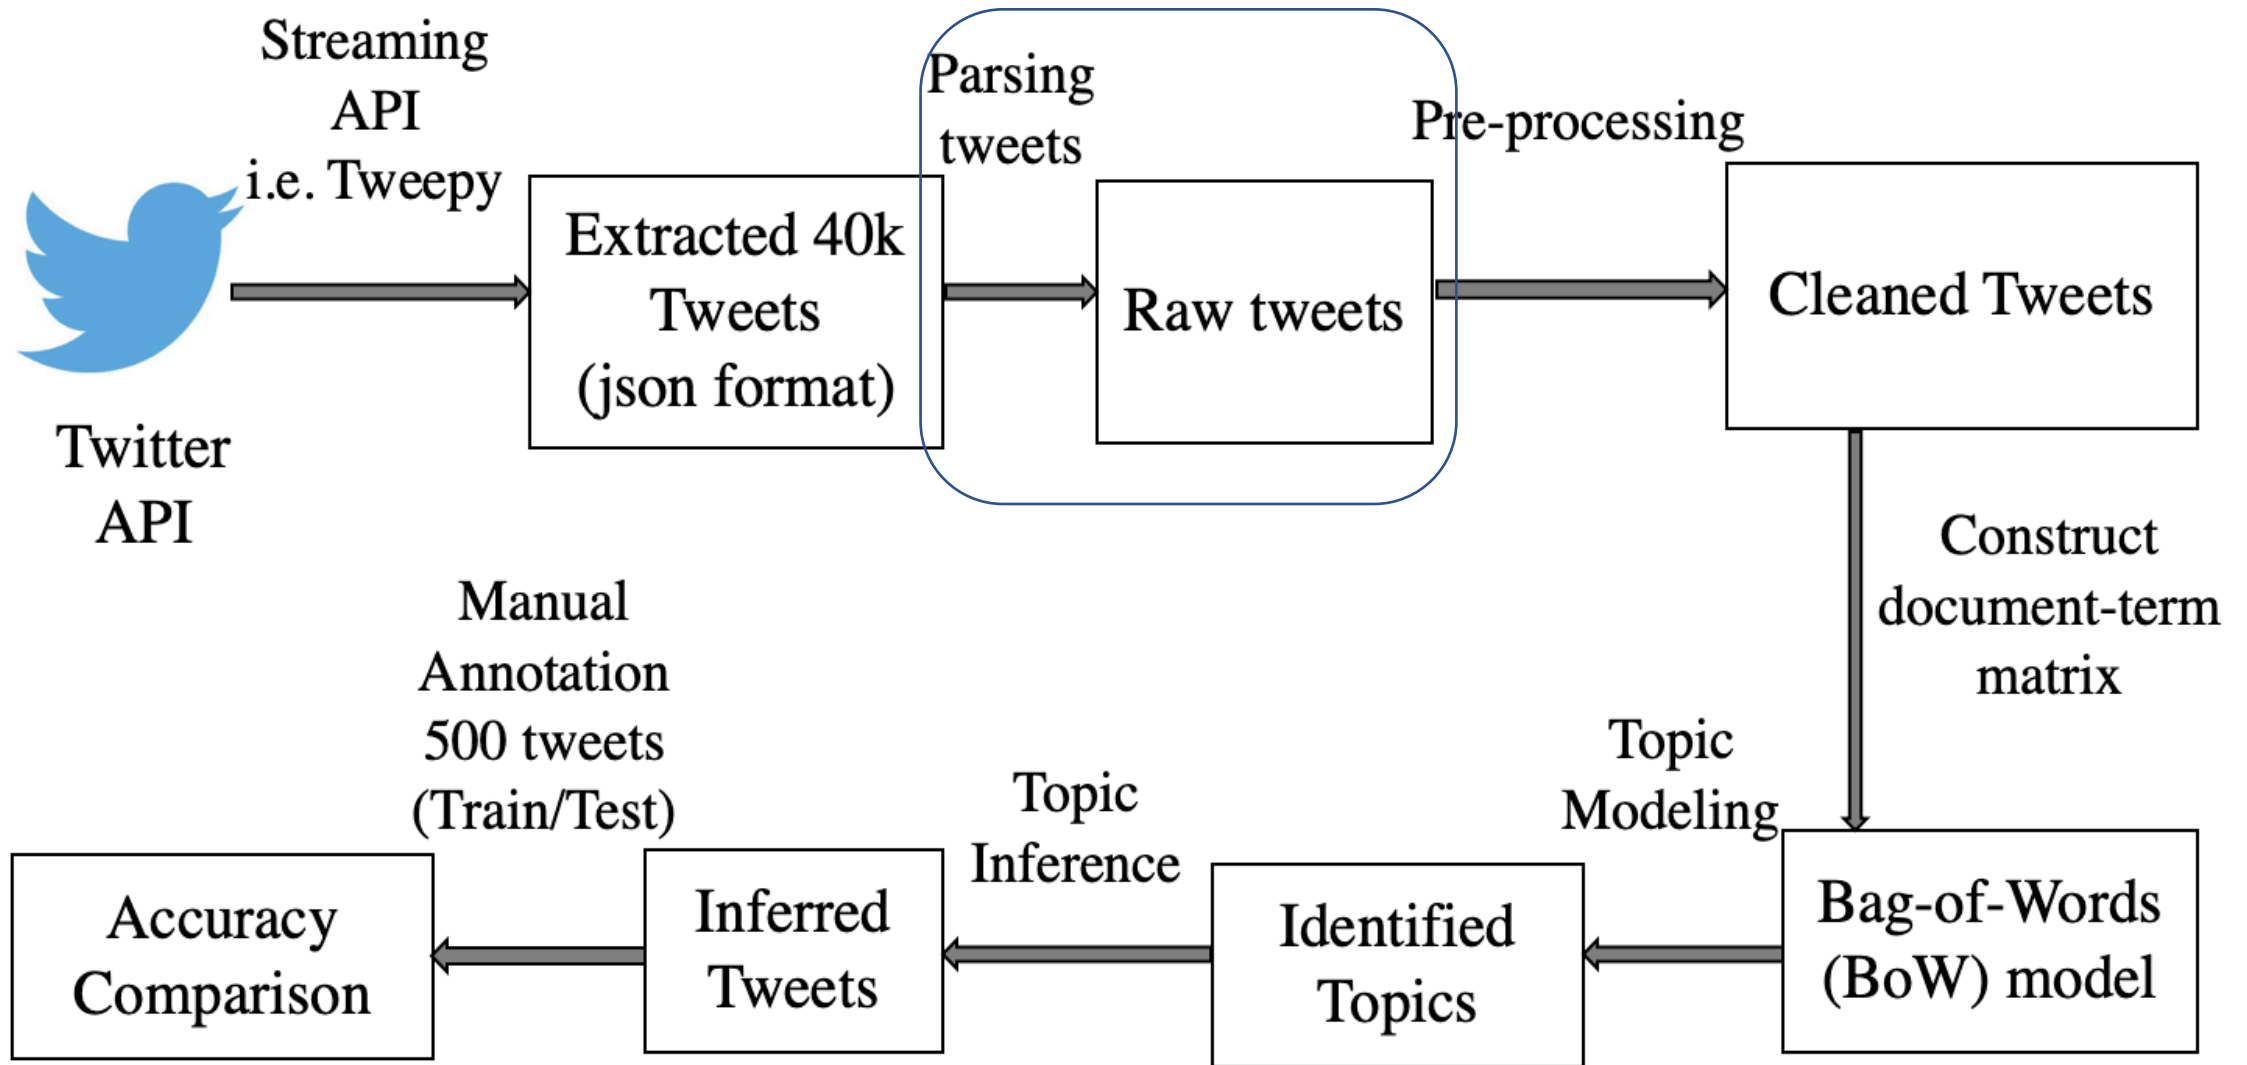 Streaming
API
i.e. Tweepy
Twitter
API
Extracted 40k
Tweets
(json format)
Parsing
tweets
Raw tweets
Pre-processing
Cleaned Tweets
Construct
document-term
matrix
Bag-of-Words
(BoW) model
Topic
Modeling
Identified
Topics
Topic
Inference
Inferred
Tweets
Manual
Annotation
500 tweets
(Train/Test)
Accuracy
Comparison